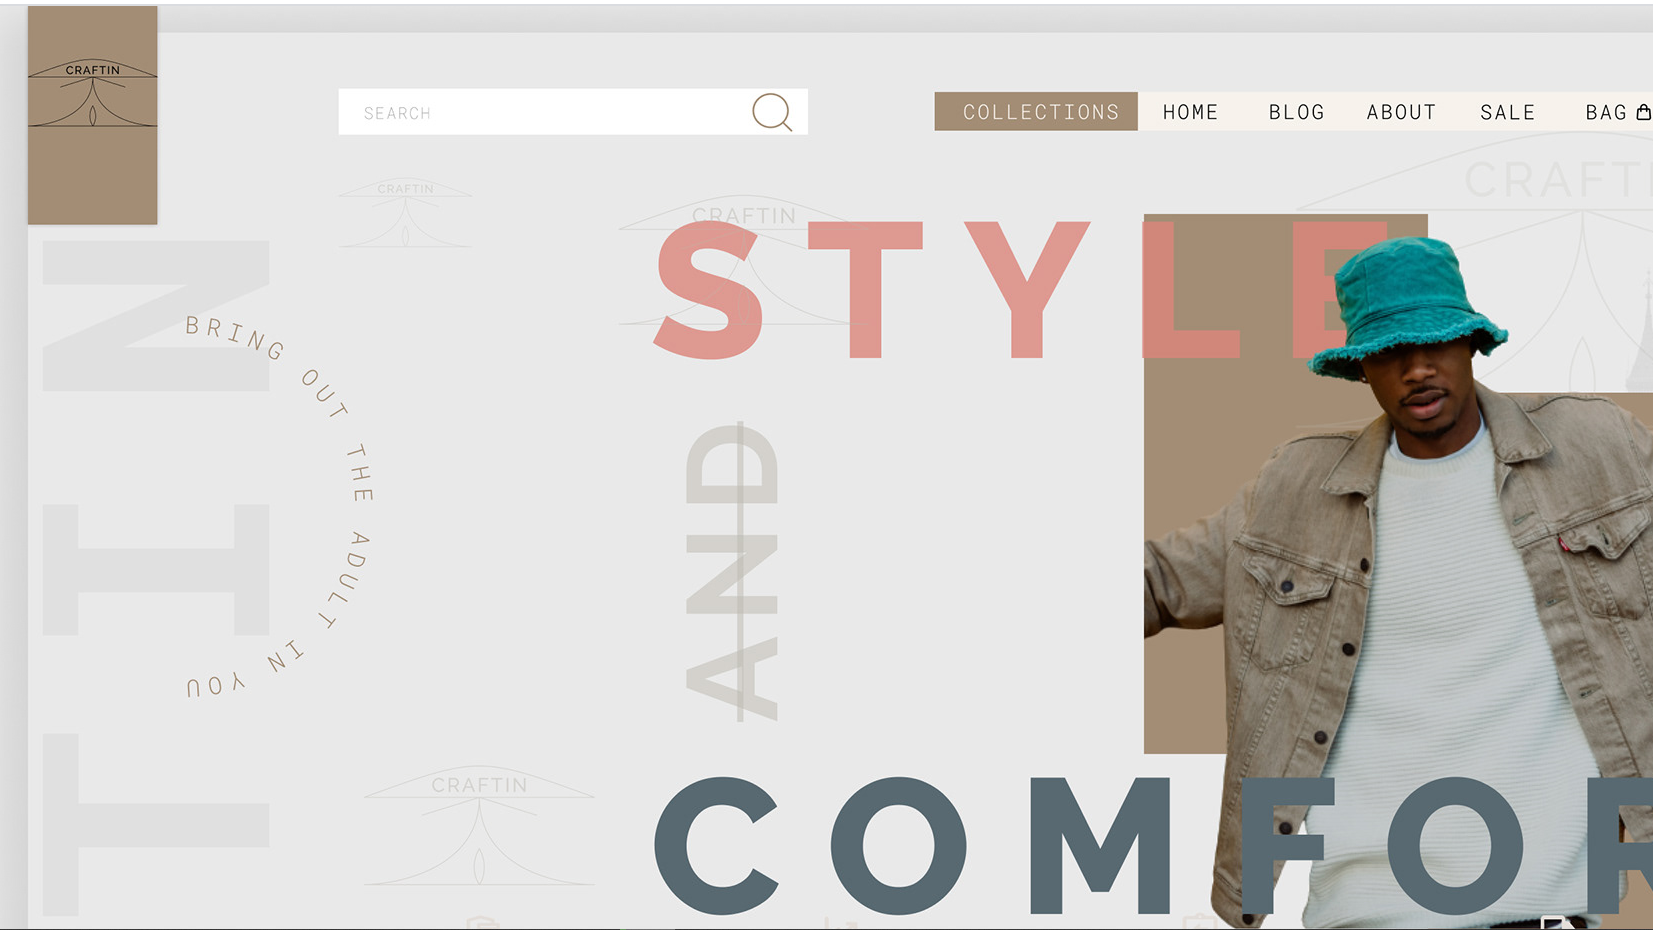 CRAFTIN
SEARCH
COLLECTIONS
HOME
BLOG
ABOUT
SALE
BAG
CRAFTIN
CRAFTIN
CRAFTI
STYLE
TIN
BRING OUT THE ADULT IN YOU
AND
CRAFTIN
COMFOR